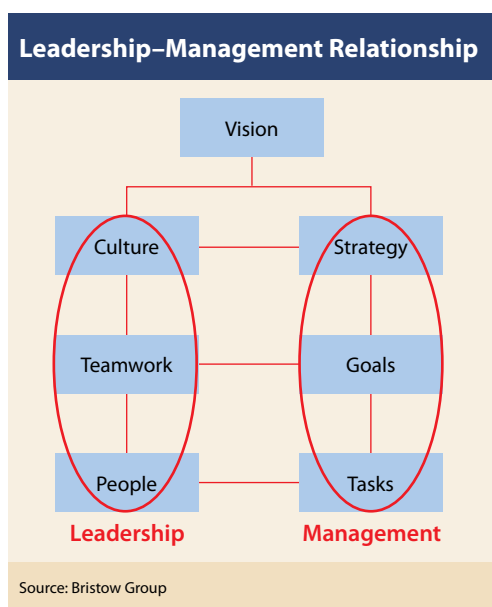 Leadership–Management Relationship
Vision
Culture
Strategy
Teamwork
Goals
People
Tasks
Leadership
Management
Source: Bristow Group